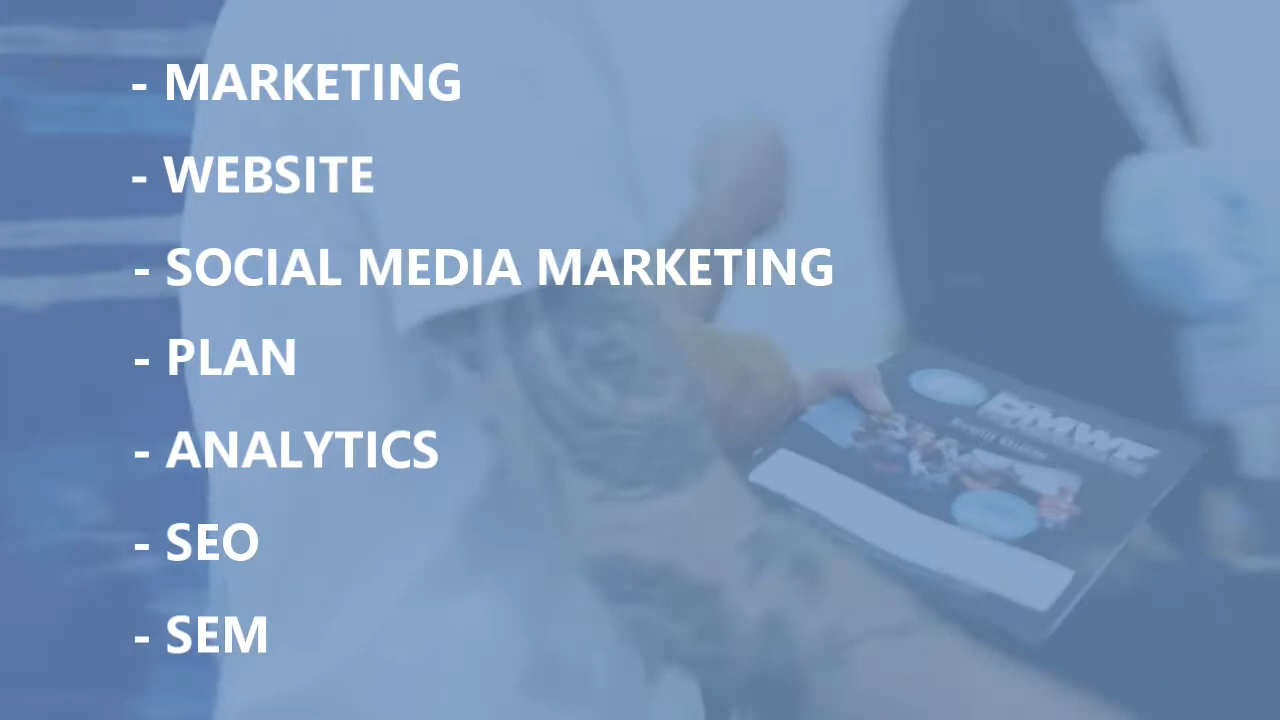 - MARKETING
- WEBSITE
- SOCIAL MEDIA MARKETING
- PLAN
- ANALYTICS
- SEO
- SEM